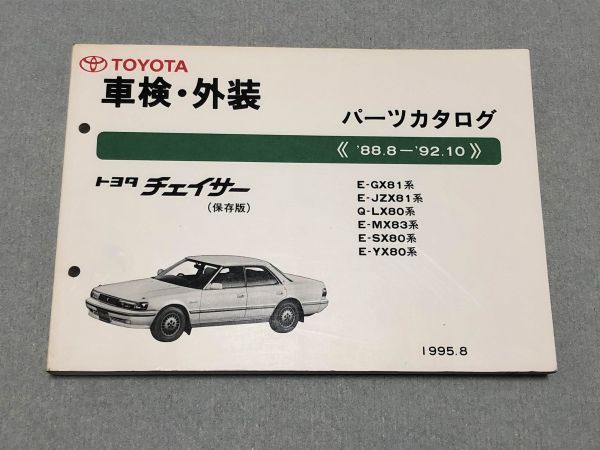 TOYOTA
車検・外装
パーツカタログ
《 '88.8－'92.10 》
トヨタ チェイサー
(保存版)
E-GX81系
E-JZX81系
Q-LX80系
E-MX83系
E-SX80系
E-YX80系
1995.8